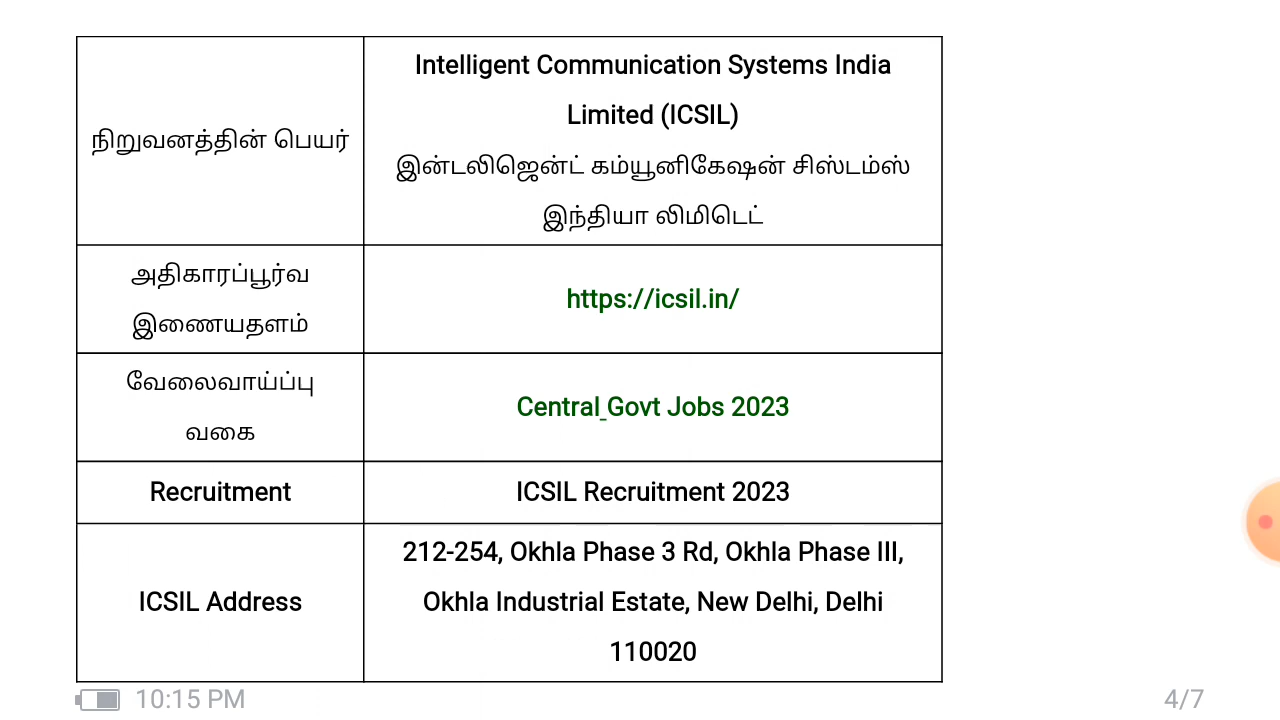 நிறுவனத்தின் பெயர்
Intelligent Communication Systems India
Limited (ICSIL)
இன்டலிஜென்ட் கம்யூனிகேஷன் சிஸ்டம்ஸ்
இந்தியா லிமிடெட்
அதிகாரப்பூர்வ
இணையதளம்
https://icsil.in/
வேலைவாய்ப்பு
வகை
Central Govt Jobs 2023
Recruitment
ICSIL Recruitment 2023
ICSIL Address
212-254, Okhla Phase 3 Rd, Okhla Phase III,
Okhla Industrial Estate, New Delhi, Delhi
110020
10:15 PM
4/7